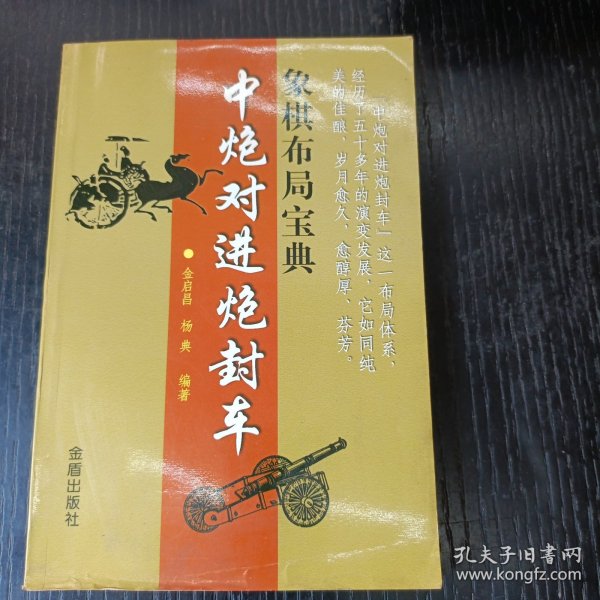 「中炮对进炮封车」这一布局体系，
经历了五十多年的演变发展，它如同纯
美的佳酿，岁月愈久，愈醇厚、芬芳。
象棋布局宝典
中炮对进炮封车
金启昌 杨典 编著
金盾出版社
孔夫子旧书网
www.kongfz.com